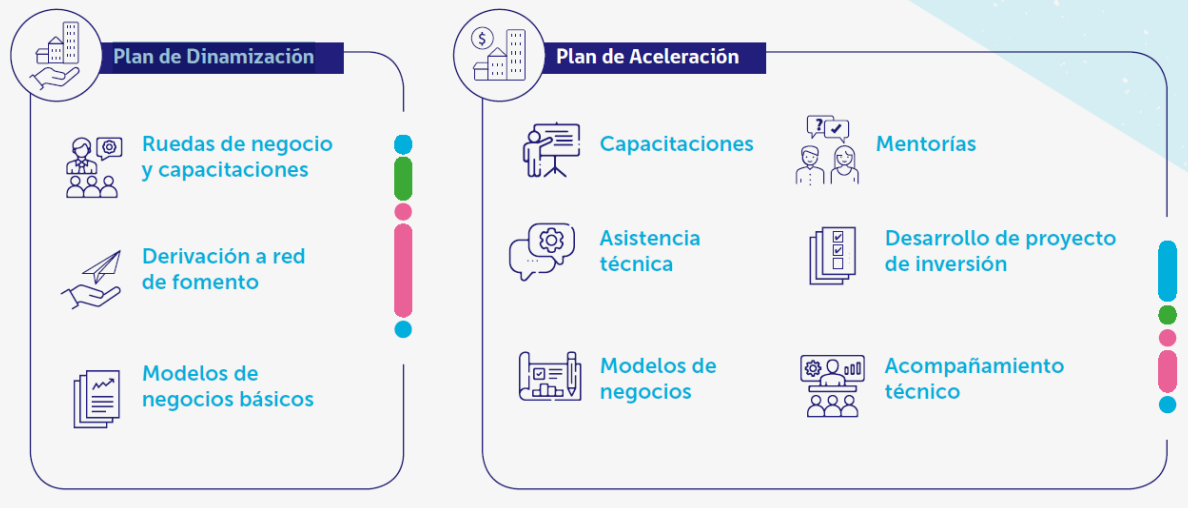 Plan de Dinamización
Ruedas de negocio
y capacitaciones
Derivación a red
de fomento
Modelos de
negocios básicos
Plan de Aceleración
$
Capacitaciones
?
Mentorías
Asistencia
técnica
Desarrollo de proyecto
de inversión
Modelos de
negocios
Acompañamiento
técnico